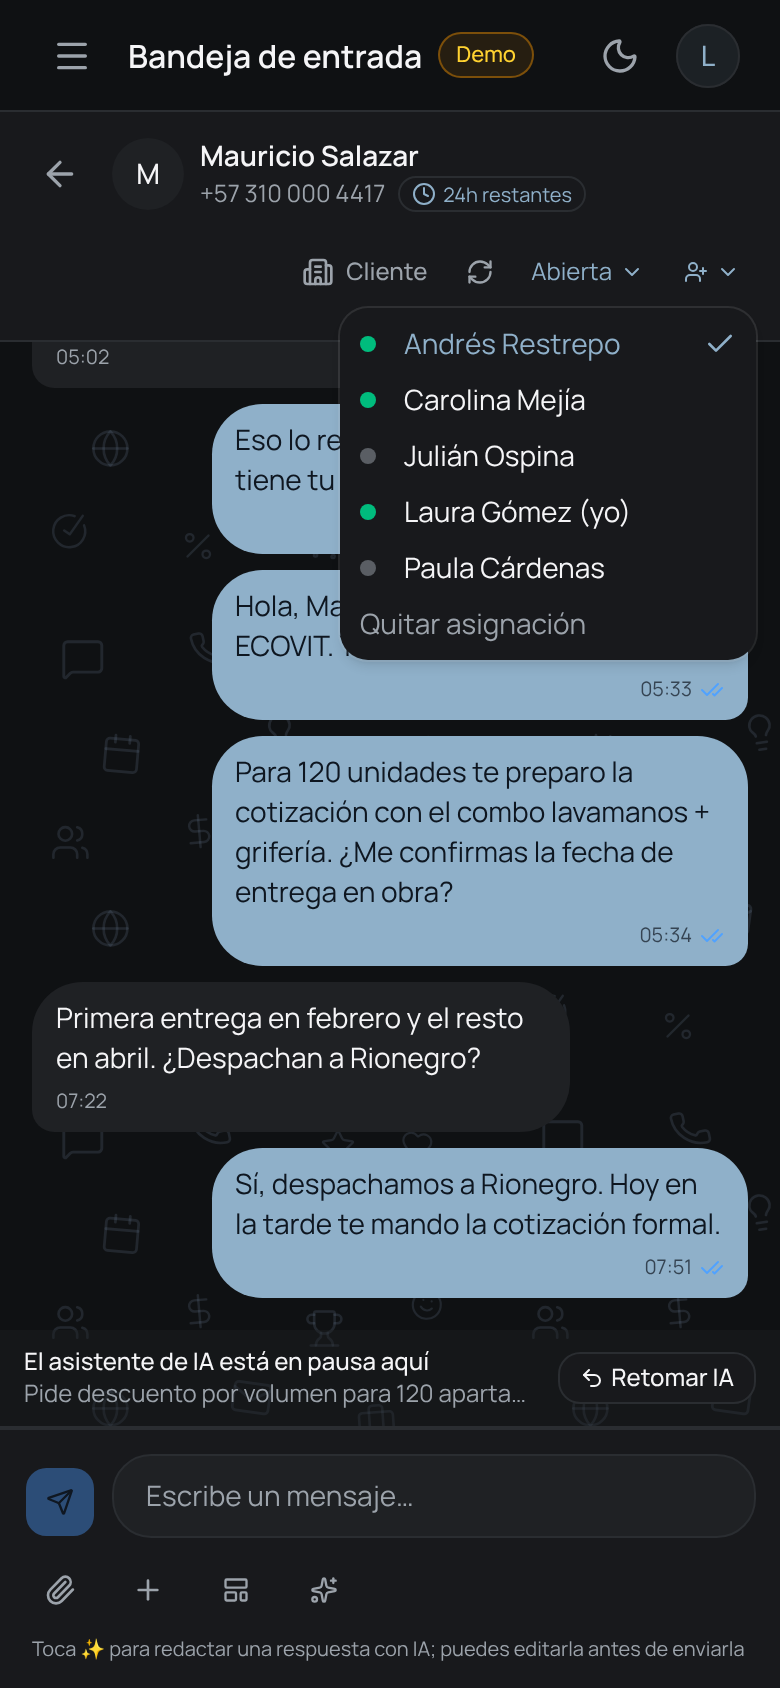 Bandeja de entrada
Demo
L
M
Mauricio Salazar
+57 310 000 4417
24h restantes
Cliente
Abierta
Andrés Restrepo
Carolina Mejía
Julián Ospina
Laura Gómez (yo)
Paula Cárdenas
Quitar asignación
05:02
Eso lo
tiene tu
Hola,
ECOVIT.
05:33
Para 120 unidades te preparo la
cotización con el combo lavamanos +
grifería. ¿Me confirmas la fecha de
entrega en obra?
05:34
Primera entrega en febrero y el resto
en abril. ¿Despachan a Rionegro?
07:22
Sí, despachamos a Rionegro. Hoy en
la tarde te mando la cotización formal.
07:51
El asistente de IA está en pausa aquí
Pide descuento por volumen para 120 aparta…
Retomar IA
Escribe un mensaje…
Toca ✨ para redactar una respuesta con IA; puedes editarla antes de enviarla